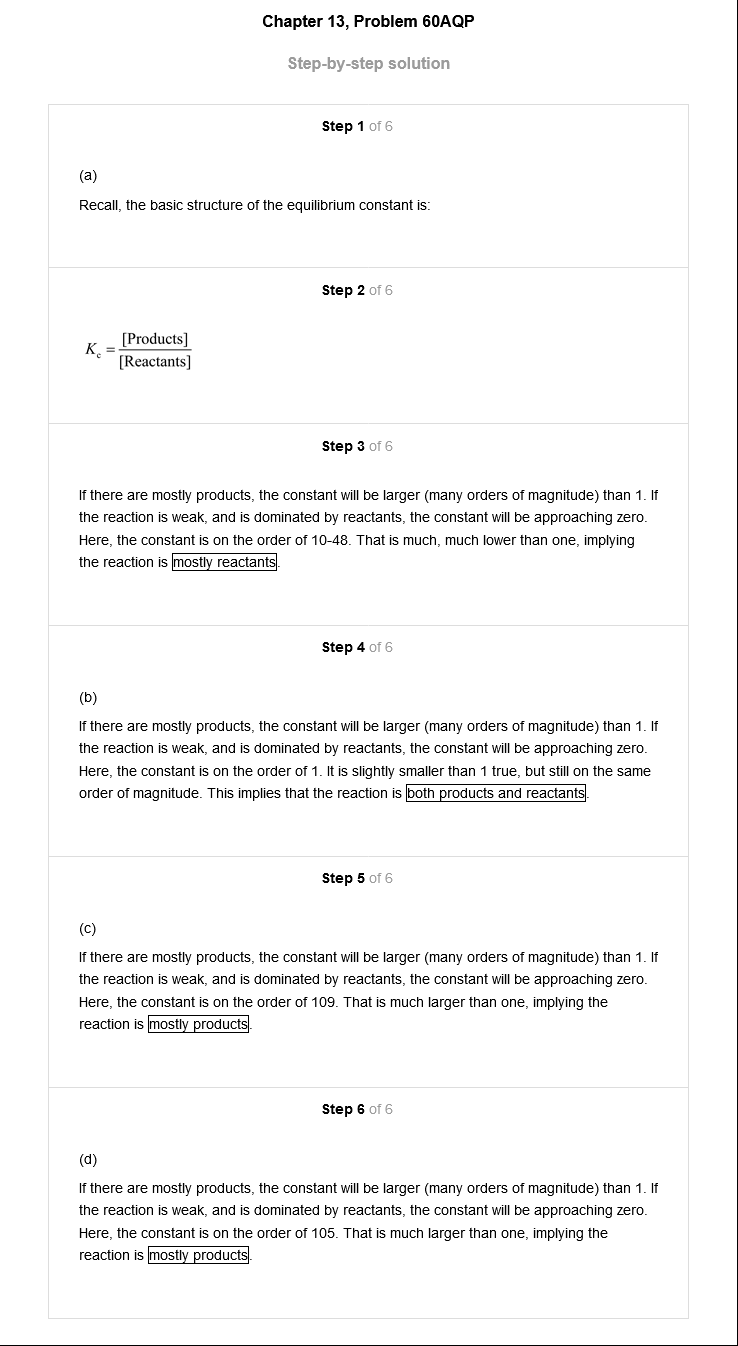 Chapter 13, Problem 60AQP
Step-by-step solution
Step 1 of 6
(a)
Recall, the basic structure of the equilibrium constant is:
Step 2 of 6
K_c = [Products] / [Reactants]
Step 3 of 6
If there are mostly products, the constant will be larger (many orders of magnitude) than 1. If
the reaction is weak, and is dominated by reactants, the constant will be approaching zero.
Here, the constant is on the order of 10-48. That is much, much lower than one, implying
the reaction is mostly reactants.
Step 4 of 6
(b)
If there are mostly products, the constant will be larger (many orders of magnitude) than 1. If
the reaction is weak, and is dominated by reactants, the constant will be approaching zero.
Here, the constant is on the order of 1. It is slightly smaller than 1 true, but still on the same
order of magnitude. This implies that the reaction is both products and reactants.
Step 5 of 6
(c)
If there are mostly products, the constant will be larger (many orders of magnitude) than 1. If
the reaction is weak, and is dominated by reactants, the constant will be approaching zero.
Here, the constant is on the order of 109. That is much larger than one, implying the
reaction is mostly products.
Step 6 of 6
(d)
If there are mostly products, the constant will be larger (many orders of magnitude) than 1. If
the reaction is weak, and is dominated by reactants, the constant will be approaching zero.
Here, the constant is on the order of 105. That is much larger than one, implying the
reaction is mostly products.